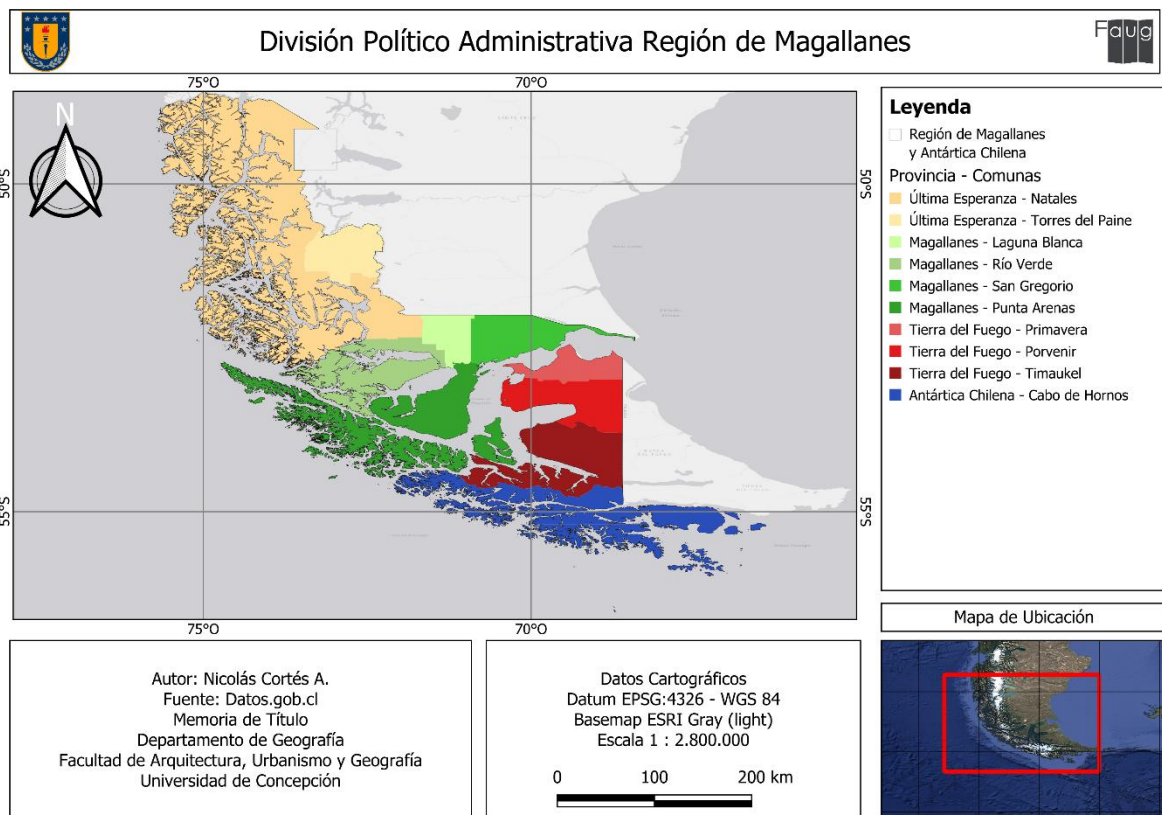 División Político Administrativa Región de Magallanes
Faug
75°O
70°O
N
50°S
50°S
55°S
55°S
75°O
70°O
Leyenda
Región de Magallanes
y Antártica Chilena
Provincia - Comunas
Última Esperanza - Natales
Última Esperanza - Torres del Paine
Magallanes - Laguna Blanca
Magallanes - Río Verde
Magallanes - San Gregorio
Magallanes - Punta Arenas
Tierra del Fuego - Primavera
Tierra del Fuego - Porvenir
Tierra del Fuego - Timaukel
Antártica Chilena - Cabo de Hornos
Mapa de Ubicación
Autor: Nicolás Cortés A.
Fuente: Datos.gob.cl
Memoria de Título
Departamento de Geografía
Facultad de Arquitectura, Urbanismo y Geografía
Universidad de Concepción
Datos Cartográficos
Datum EPSG:4326 - WGS 84
Basemap ESRI Gray (light)
Escala 1 : 2.800.000
0 100 200 km